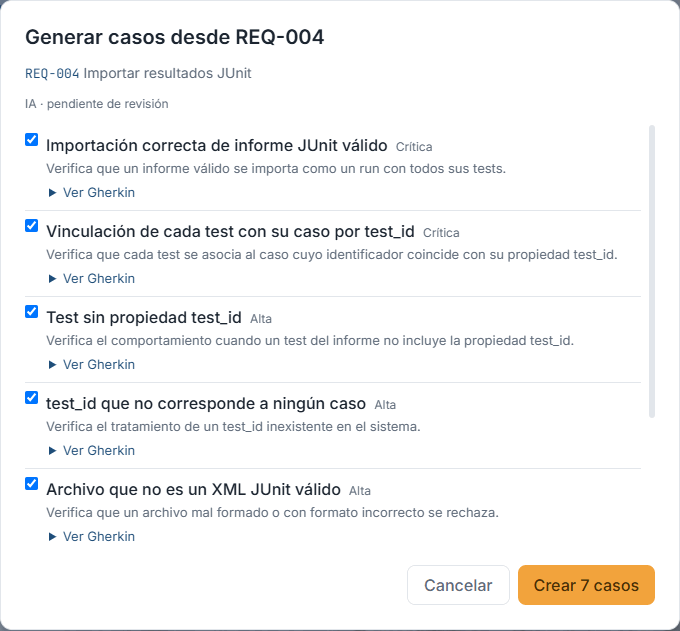 Generar casos desde REQ-004
REQ-004 Importar resultados JUnit
IA · pendiente de revisión
Importación correcta de informe JUnit válido Crítica
Verifica que un informe válido se importa como un run con todos sus tests.
Ver Gherkin
Vinculación de cada test con su caso por test_id Crítica
Verifica que cada test se asocia al caso cuyo identificador coincide con su propiedad test_id.
Ver Gherkin
Test sin propiedad test_id Alta
Verifica el comportamiento cuando un test del informe no incluye la propiedad test_id.
Ver Gherkin
test_id que no corresponde a ningún caso Alta
Verifica el tratamiento de un test_id inexistente en el sistema.
Ver Gherkin
Archivo que no es un XML JUnit válido Alta
Verifica que un archivo mal formado o con formato incorrecto se rechaza.
Ver Gherkin
Cancelar Crear 7 casos